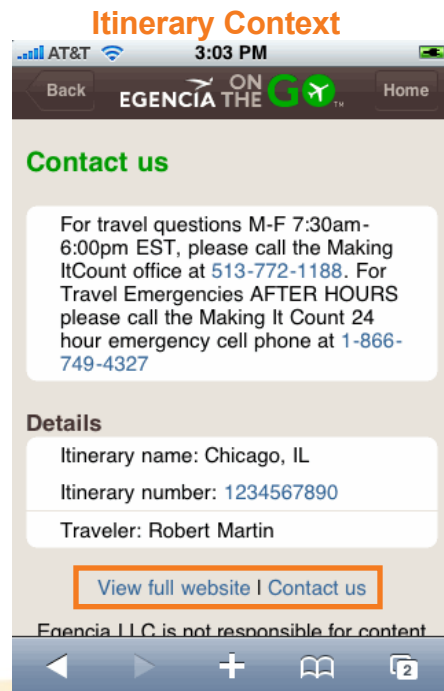 Itinerary Context
AT&T 3:03 PM
Back EGENCIA ON THE GO TM Home
Contact us
For travel questions M-F 7:30am-
6:00pm EST, please call the Making
ItCount office at 513-772-1188. For
Travel Emergencies AFTER HOURS
please call the Making It Count 24
hour emergency cell phone at 1-866-
749-4327
Details
Itinerary name: Chicago, IL
Itinerary number: 1234567890
Traveler: Robert Martin
View full website | Contact us
Egencia LLC is not responsible for content
2